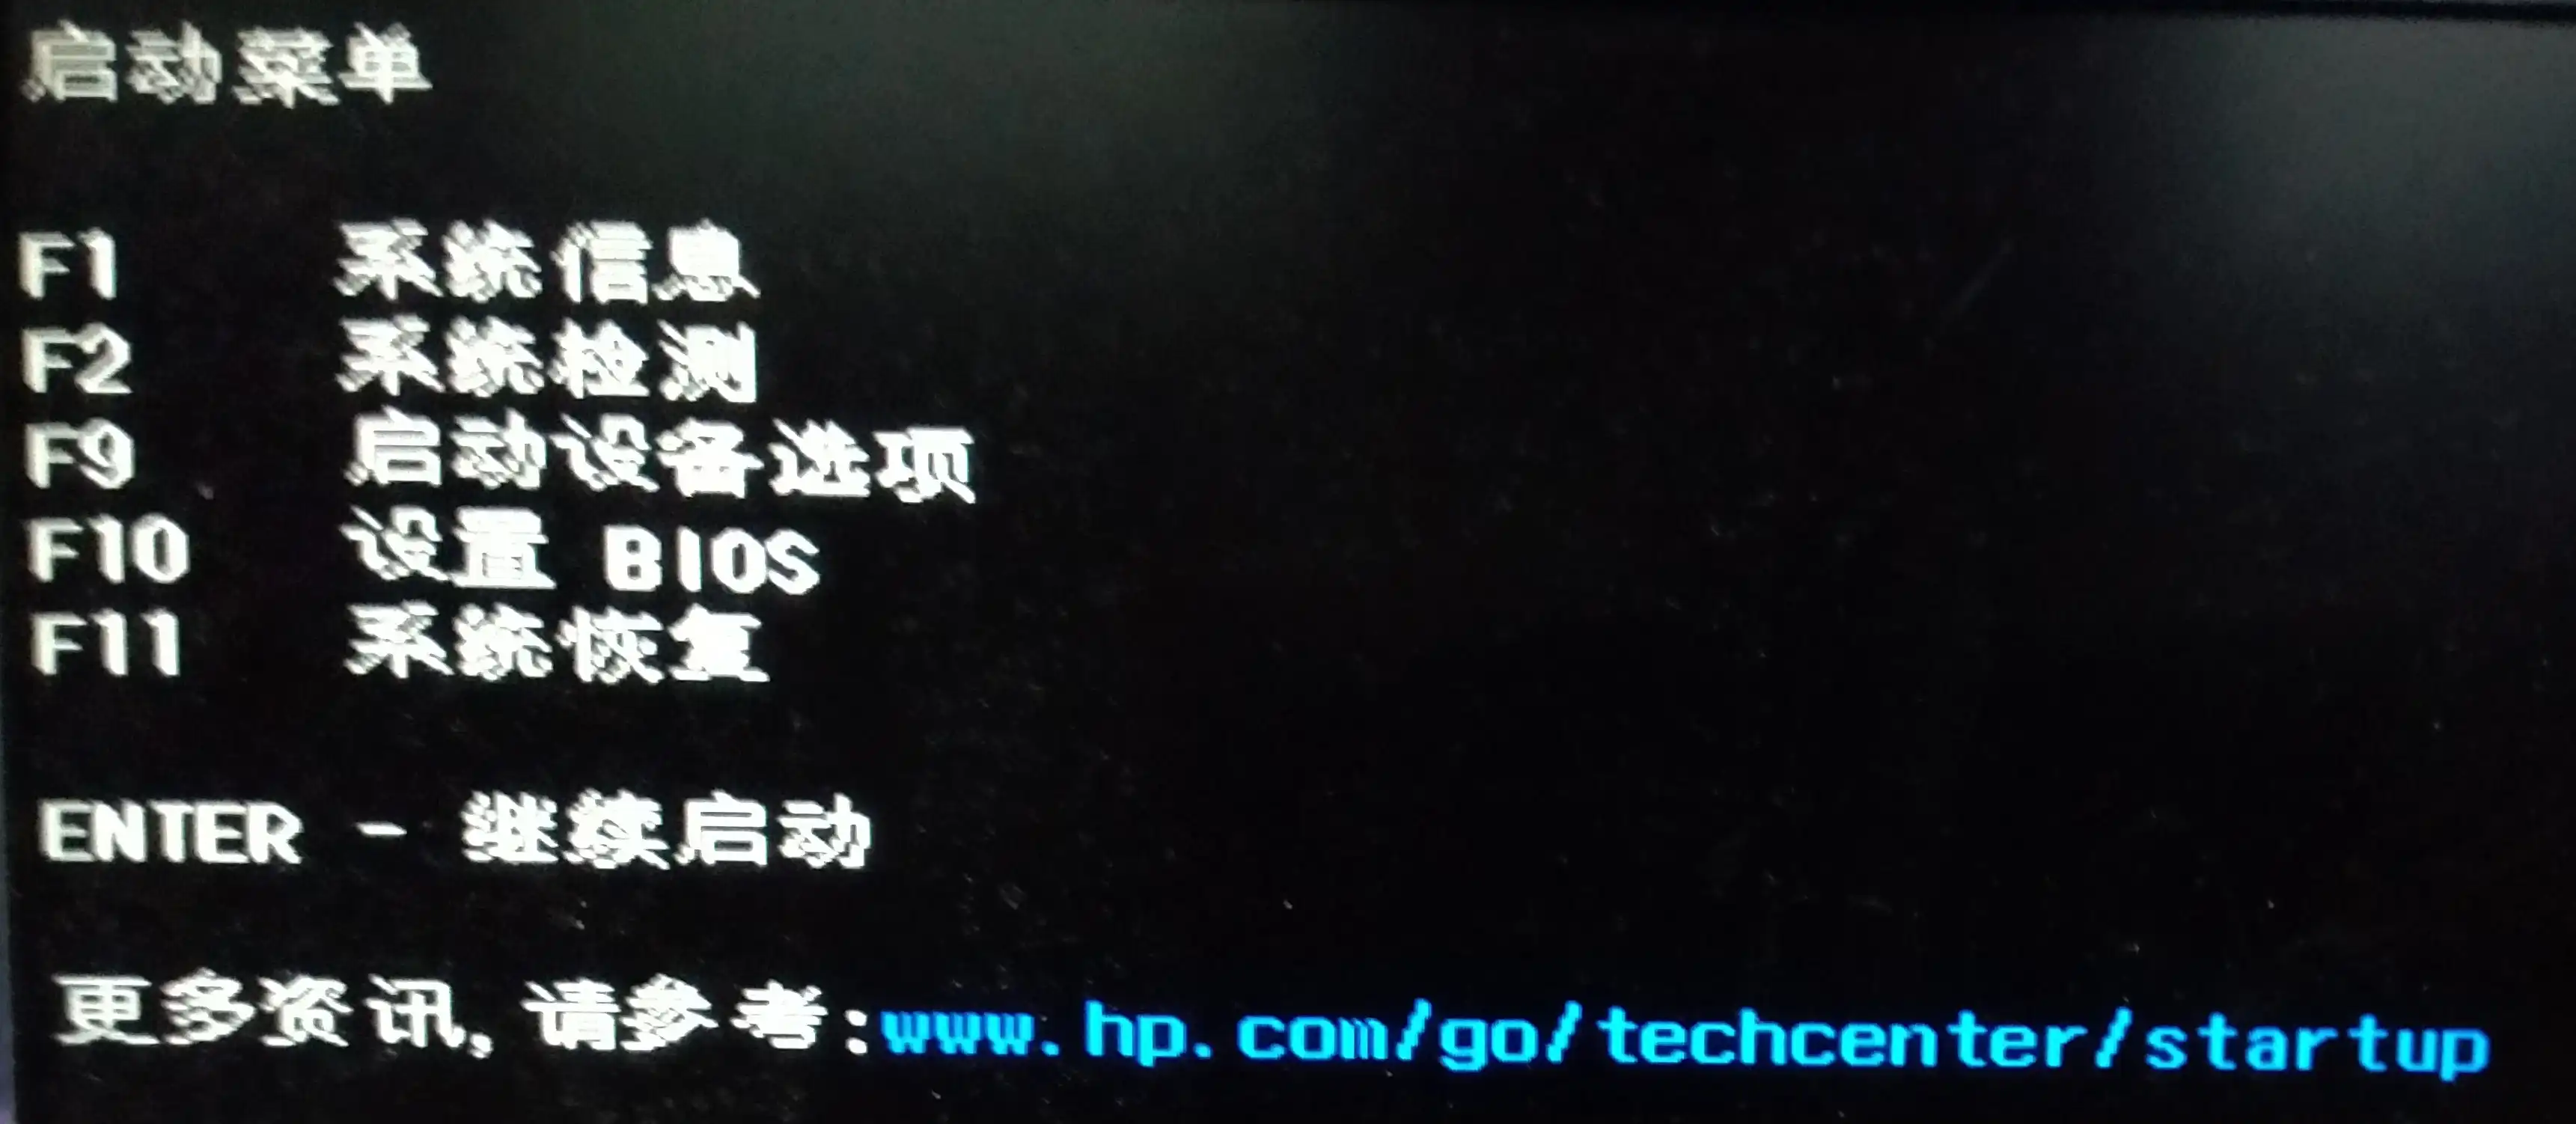 启动菜单
F1 系统信息
F2 系统检测
F9 启动设备选项
F10 设置 BIOS
F11 系统恢复
ENTER - 继续启动
更多资讯, 请参考:www.hp.com/go/techcenter/startup